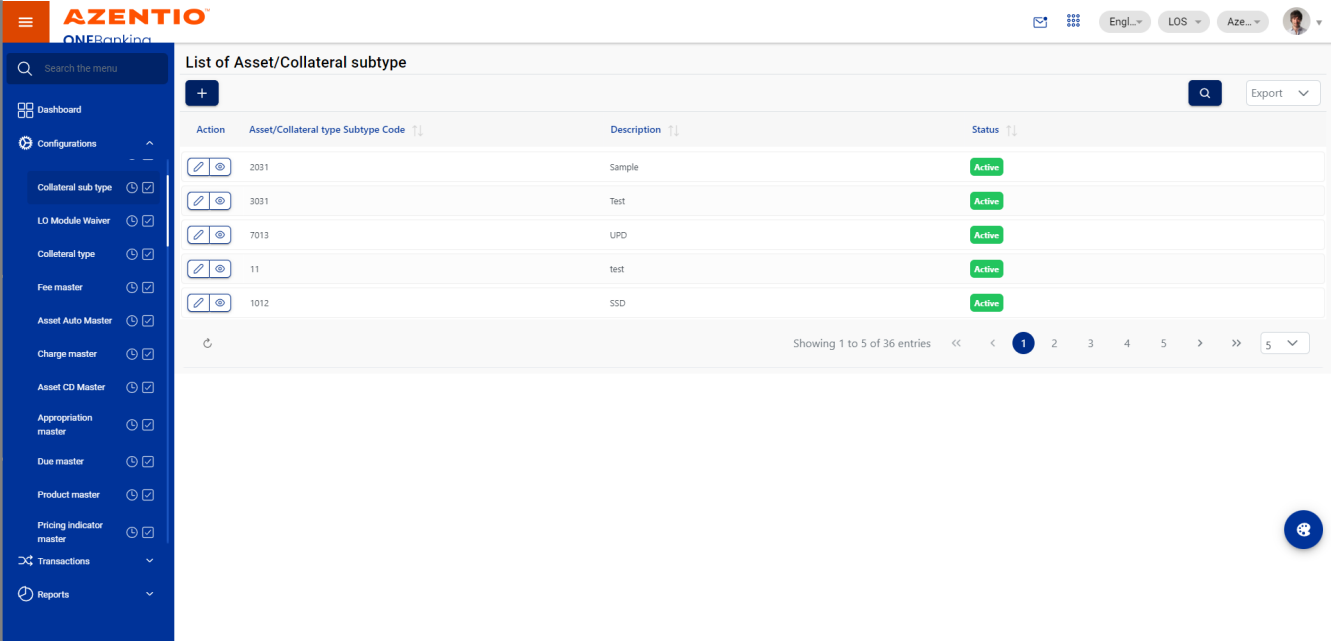 AZENTIO
ONEBanking
Engl...
LOS
Aze...
Search the menu
Dashboard
Configurations
Collateral sub type
LO Module Waiver
Colleteral type
Fee master
Asset Auto Master
Charge master
Asset CD Master
Appropriation
master
Due master
Product master
Pricing indicator
master
Transactions
Reports
List of Asset/Collateral subtype
+
Export
Action Asset/Collateral type Subtype Code Description Status
2031 Sample Active
3031 Test Active
7013 UPD Active
11 test Active
1012 SSD Active
Showing 1 to 5 of 36 entries << < 1 2 3 4 5 > >> 5